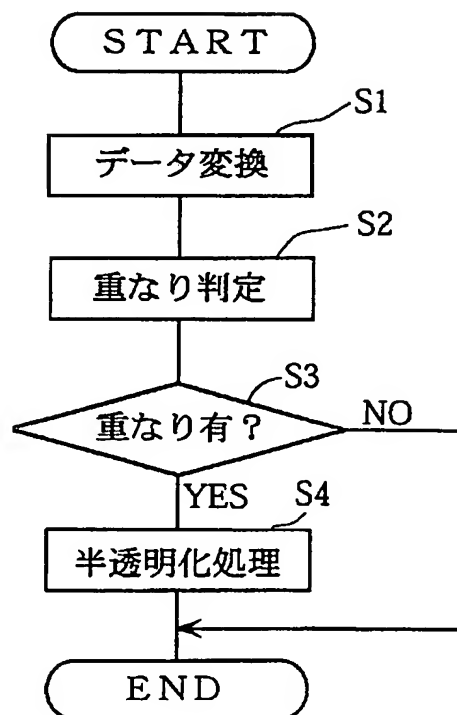 START
S1
データ変換
S2
重なり判定
S3
重なり有？
NO
YES
S4
半透明化処理
END